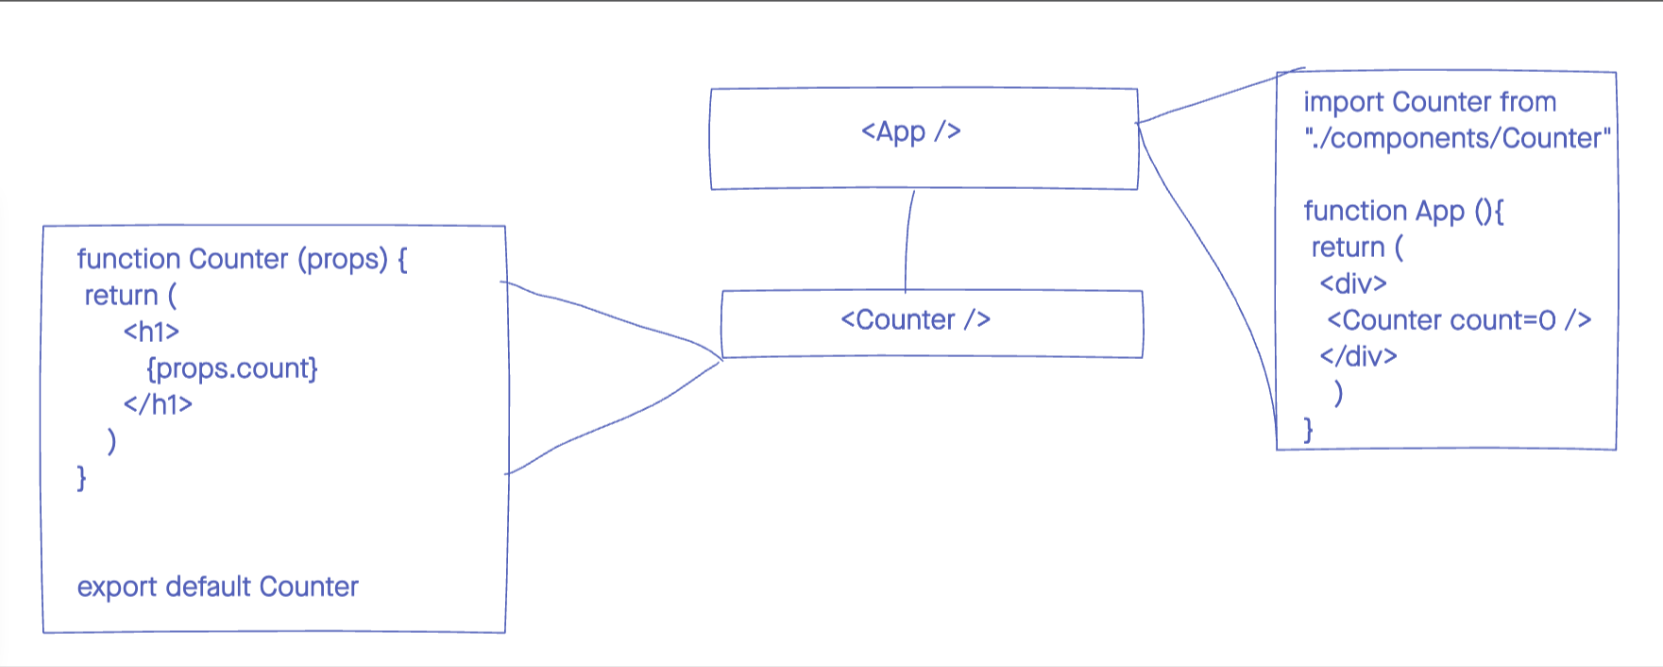 <App />
import Counter from
"./components/Counter"
function App (){
return (
<div>
<Counter count=0 />
</div>
)
}
<Counter />
function Counter (props) {
return (
<h1>
{props.count}
</h1>
)
}
export default Counter